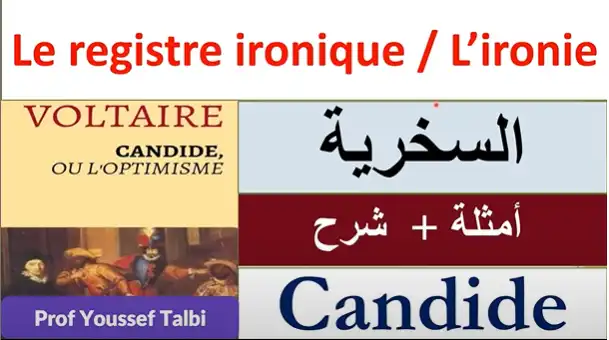 Le registre ironique / L'ironie
VOLTAIRE
CANDIDE,
OU L'OPTIMISME
Prof Youssef Talbi
السخرية
أمثلة + شرح
Candide